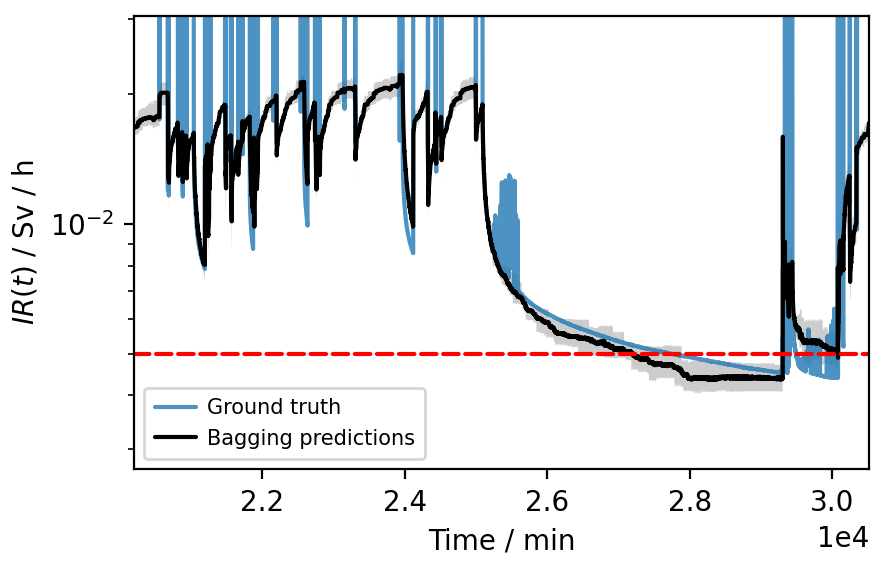 IR(t) / Sv / h
10⁻²
Ground truth
Bagging predictions
2.2 2.4 2.6 2.8 3.0
1e4
Time / min